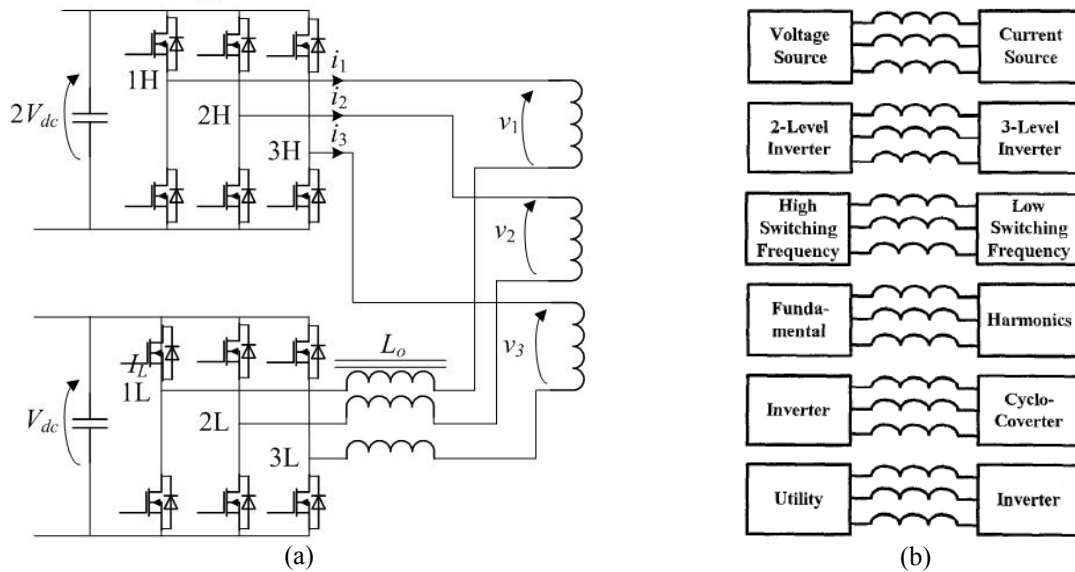 2V_dc
1H
2H
3H
i_1
i_2
i_3
v_1
v_2
v_3
V_dc
I_L
1L
2L
3L
L_o
(a)
Voltage
Source
Current
Source
2-Level
Inverter
3-Level
Inverter
High
Switching
Frequency
Low
Switching
Frequency
Funda-
mental
Harmonics
Inverter
Cyclo-
Coverter
Utility
Inverter
(b)